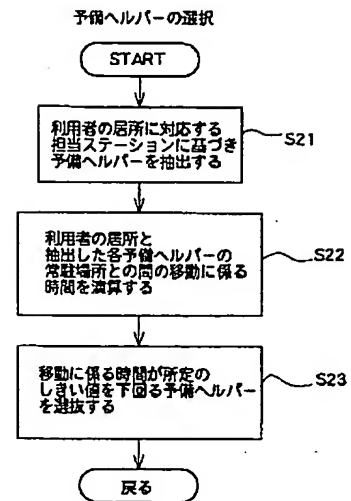 予備ヘルパーの選択
START
利用者の居所に対応する
担当ステーションに基づき
予備ヘルパーを抽出する
S21
利用者の居所と
抽出した各予備ヘルパーの
常駐場所との間の移動に係る
時間を演算する
S22
移動に係る時間が所定の
しきい値を下回る予備ヘルパー
を選抜する
S23
戻る